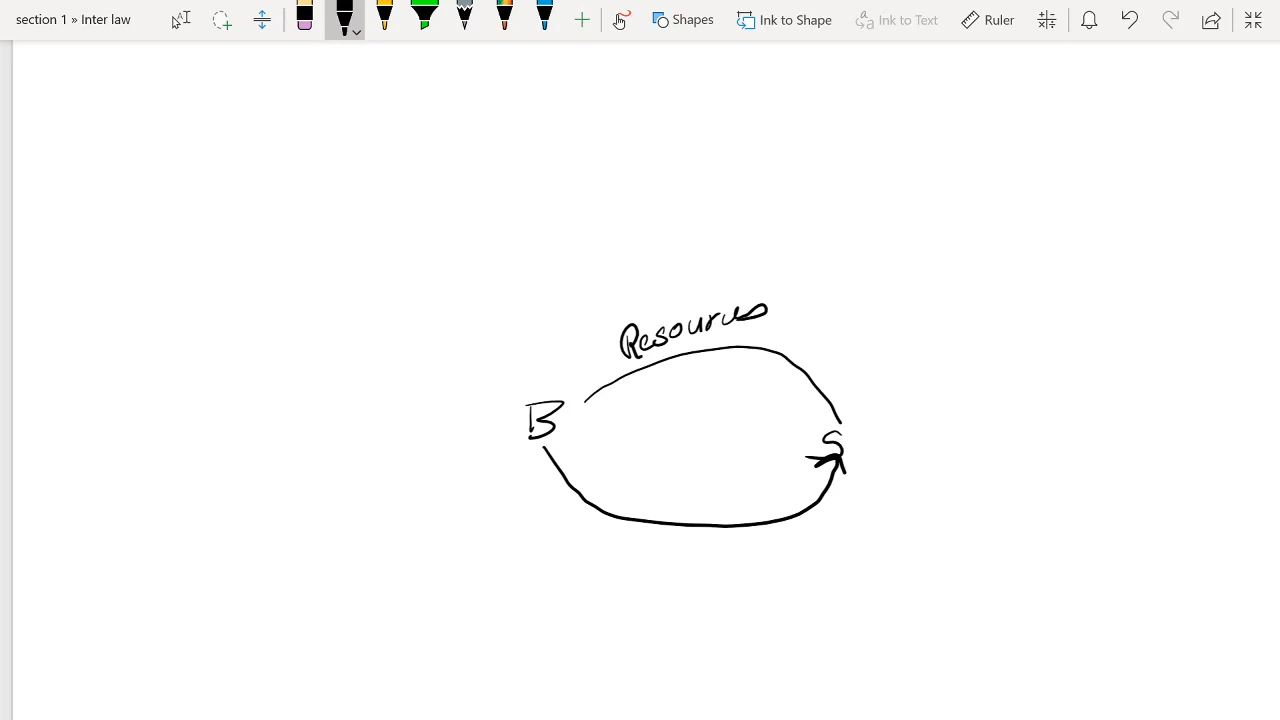 section 1 » Inter law
Shapes
Ink to Shape
Ink to Text
Ruler
Resources
B
S